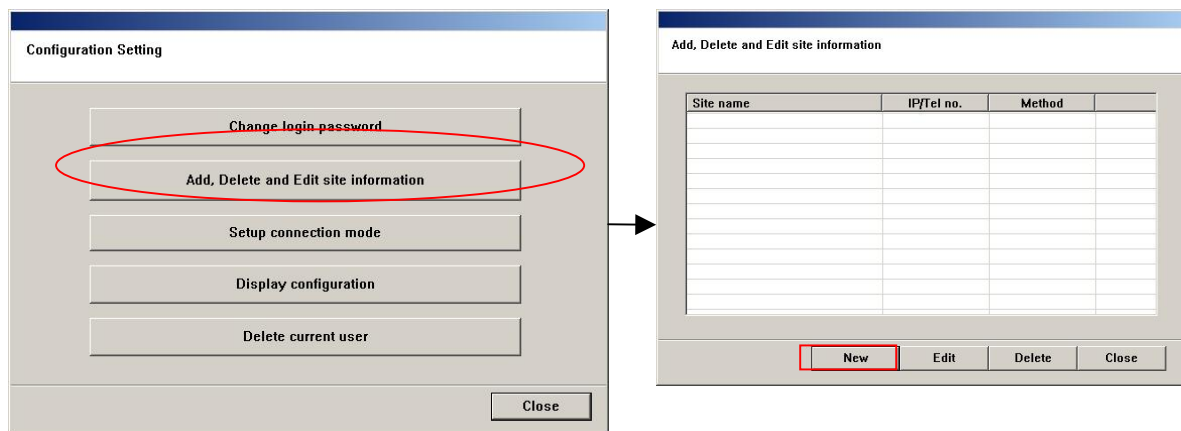 Configuration Setting
Change login password
Add, Delete and Edit site information
Setup connection mode
Display configuration
Delete current user
Close
Add, Delete and Edit site information
Site name IP/Tel no. Method
New Edit Delete Close